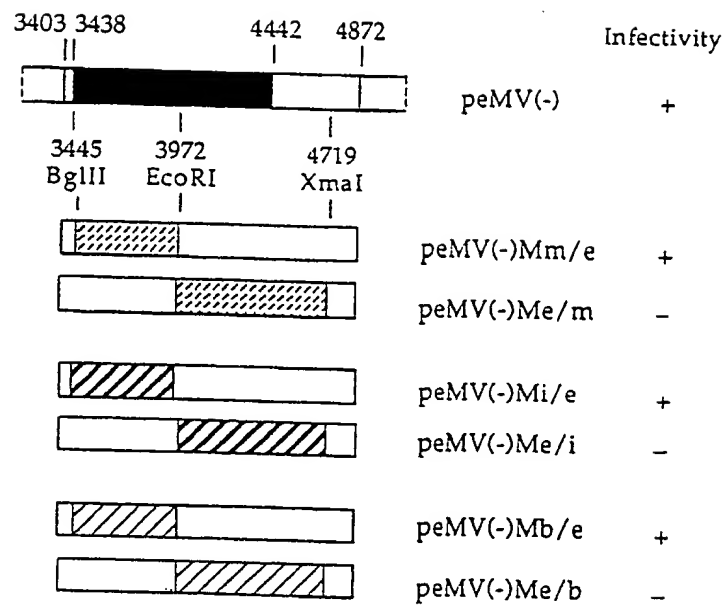 3403 3438 4442 4872 Infectivity
peMV(-) +
3445 3972 4719
BglII EcoRI XmaI
peMV(-)Mm/e +
peMV(-)Me/m –
peMV(-)Mi/e +
peMV(-)Me/i –
peMV(-)Mb/e +
peMV(-)Me/b –